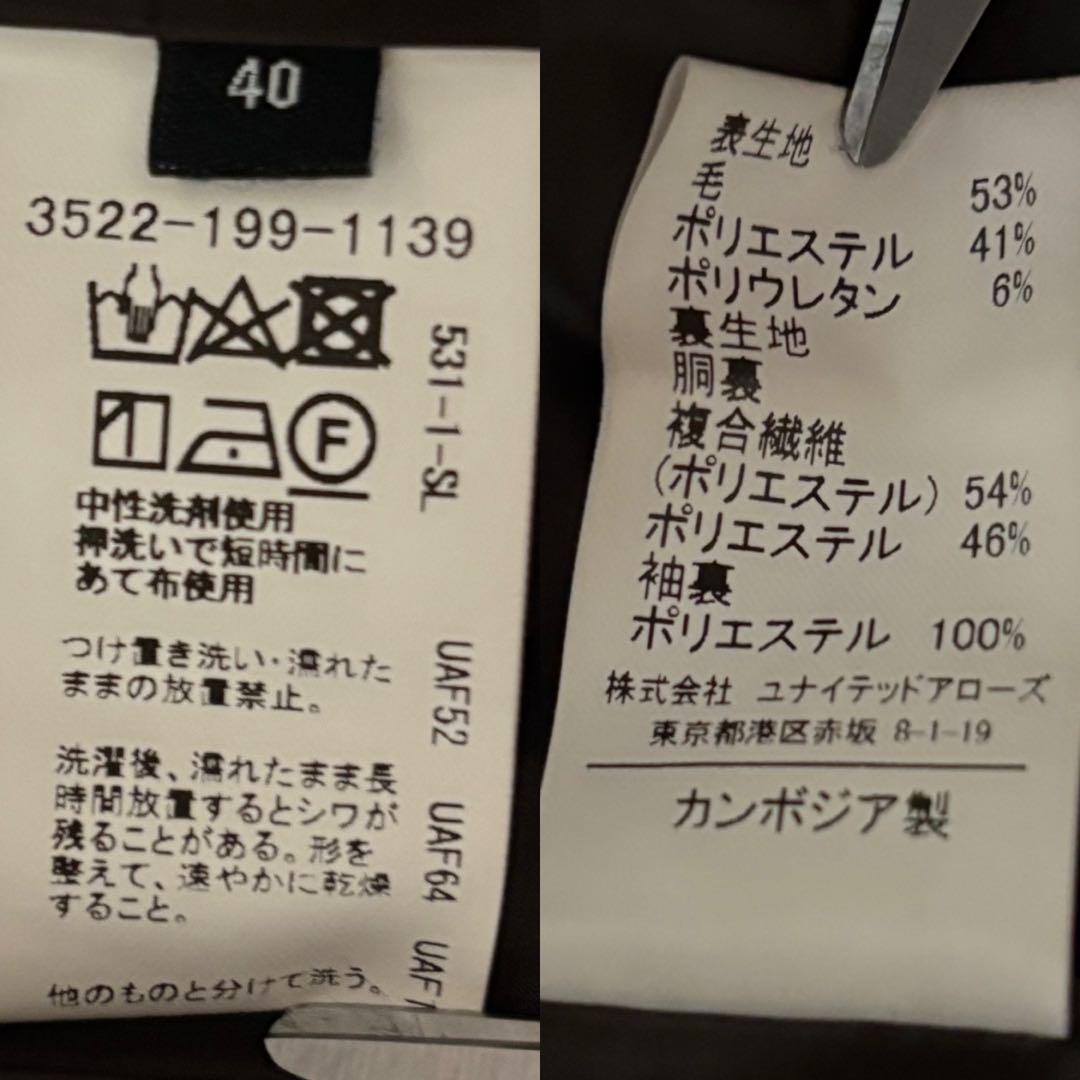 40
3522-199-1139
531-1-SL
F
中性洗剤使用
押洗いで短時間に
あて布使用
つけ置き洗い・濡れた
ままの放置禁止。
洗濯後、濡れたまま長
時間放置するとシワが
残ることがある。形を
整えて、速やかに乾燥
すること。
他のものと分けて洗う。
UAF52
UAF64
表生地
毛 53%
ポリエステル 41%
ポリウレタン 6%
裏生地
胴裏
複合繊維
(ポリエステル) 54%
ポリエステル 46%
袖裏
ポリエステル 100%
株式会社 ユナイテッドアローズ
東京都港区赤坂 8-1-19
カンボジア製